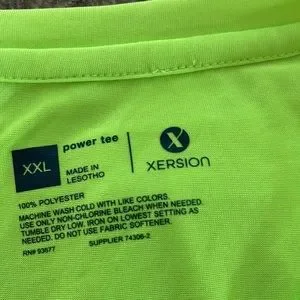 XXL
power tee
MADE IN
LESOTHO
X
XERSION
100% POLYESTER
MACHINE WASH COLD WITH LIKE COLORS.
USE ONLY NON-CHLORINE BLEACH WHEN NEEDED.
TUMBLE DRY LOW. IRON ON LOWEST SETTING AS
NEEDED. DO NOT USE FABRIC SOFTENER.
RN# 93677 SUPPLIER 74306-2